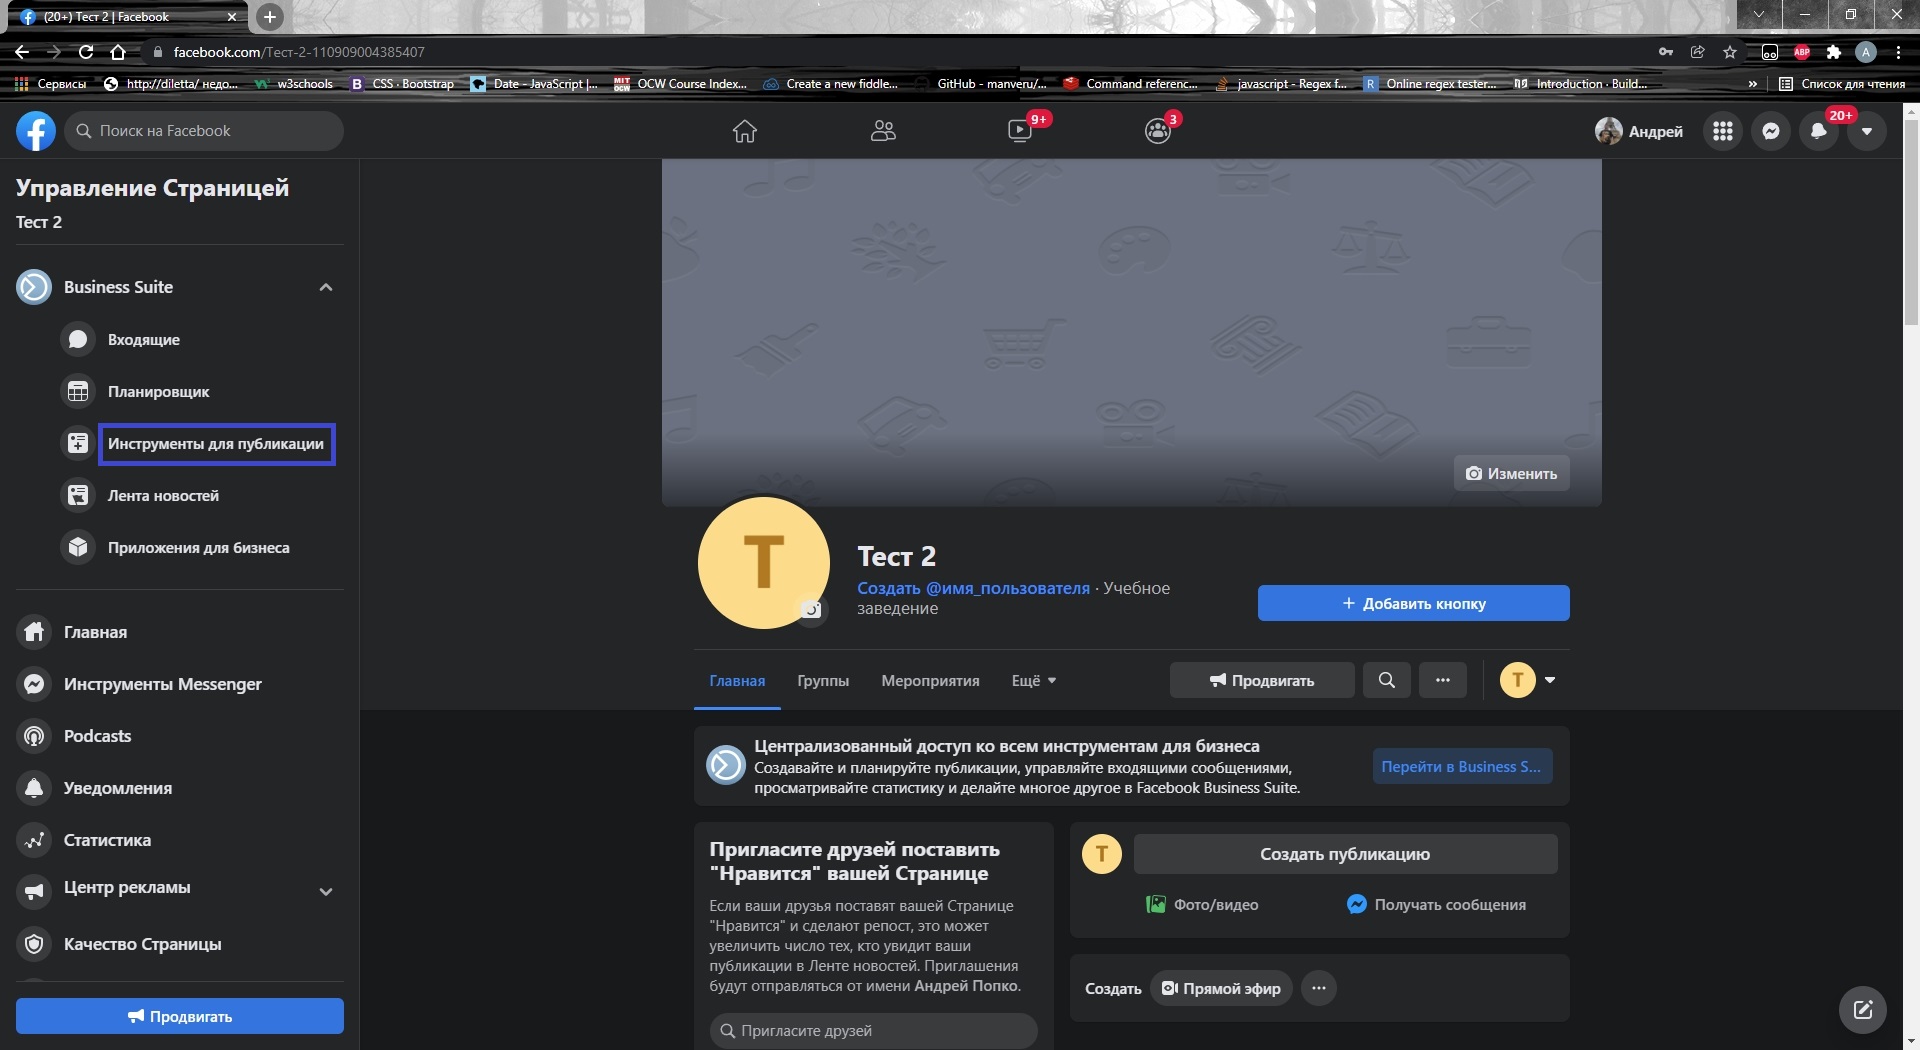 (20+) Тест 2 | Facebook
facebook.com/Тест-2-110909004385407
ABP
A
Сервисы
http://diletta/ недо...
w3schools
B
CSS · Bootstrap
Date - JavaScript |...
MIT OCW
OCW Course Index...
Create a new fiddle...
GitHub - manveru/...
Command referenc...
javascript - Regex f...
R
Online regex tester...
Introduction · Build...
»
Список для чтения
Поиск на Facebook
9+
3
Андрей
20+
Управление Страницей
Тест 2
Business Suite
Входящие
Планировщик
Инструменты для публикации
Лента новостей
Приложения для бизнеса
Главная
Инструменты Messenger
Podcasts
Уведомления
Статистика
Центр рекламы
Качество Страницы
Продвигать
Изменить
T
Тест 2
Создать @имя_пользователя · Учебное
заведение
+ Добавить кнопку
Главная
Группы
Мероприятия
Ещё
Продвигать
T
Централизованный доступ ко всем инструментам для бизнеса
Создавайте и планируйте публикации, управляйте входящими сообщениями,
просматривайте статистику и делайте многое другое в Facebook Business Suite.
Перейти в Business S...
Пригласите друзей поставить
"Нравится" вашей Странице
Если ваши друзья поставят вашей Странице
"Нравится" и сделают репост, это может
увеличить число тех, кто увидит ваши
публикации в Ленте новостей. Приглашения
будут отправляться от имени Андрей Попко.
Пригласите друзей
T
Создать публикацию
Фото/видео
Получать сообщения
Создать
Прямой эфир